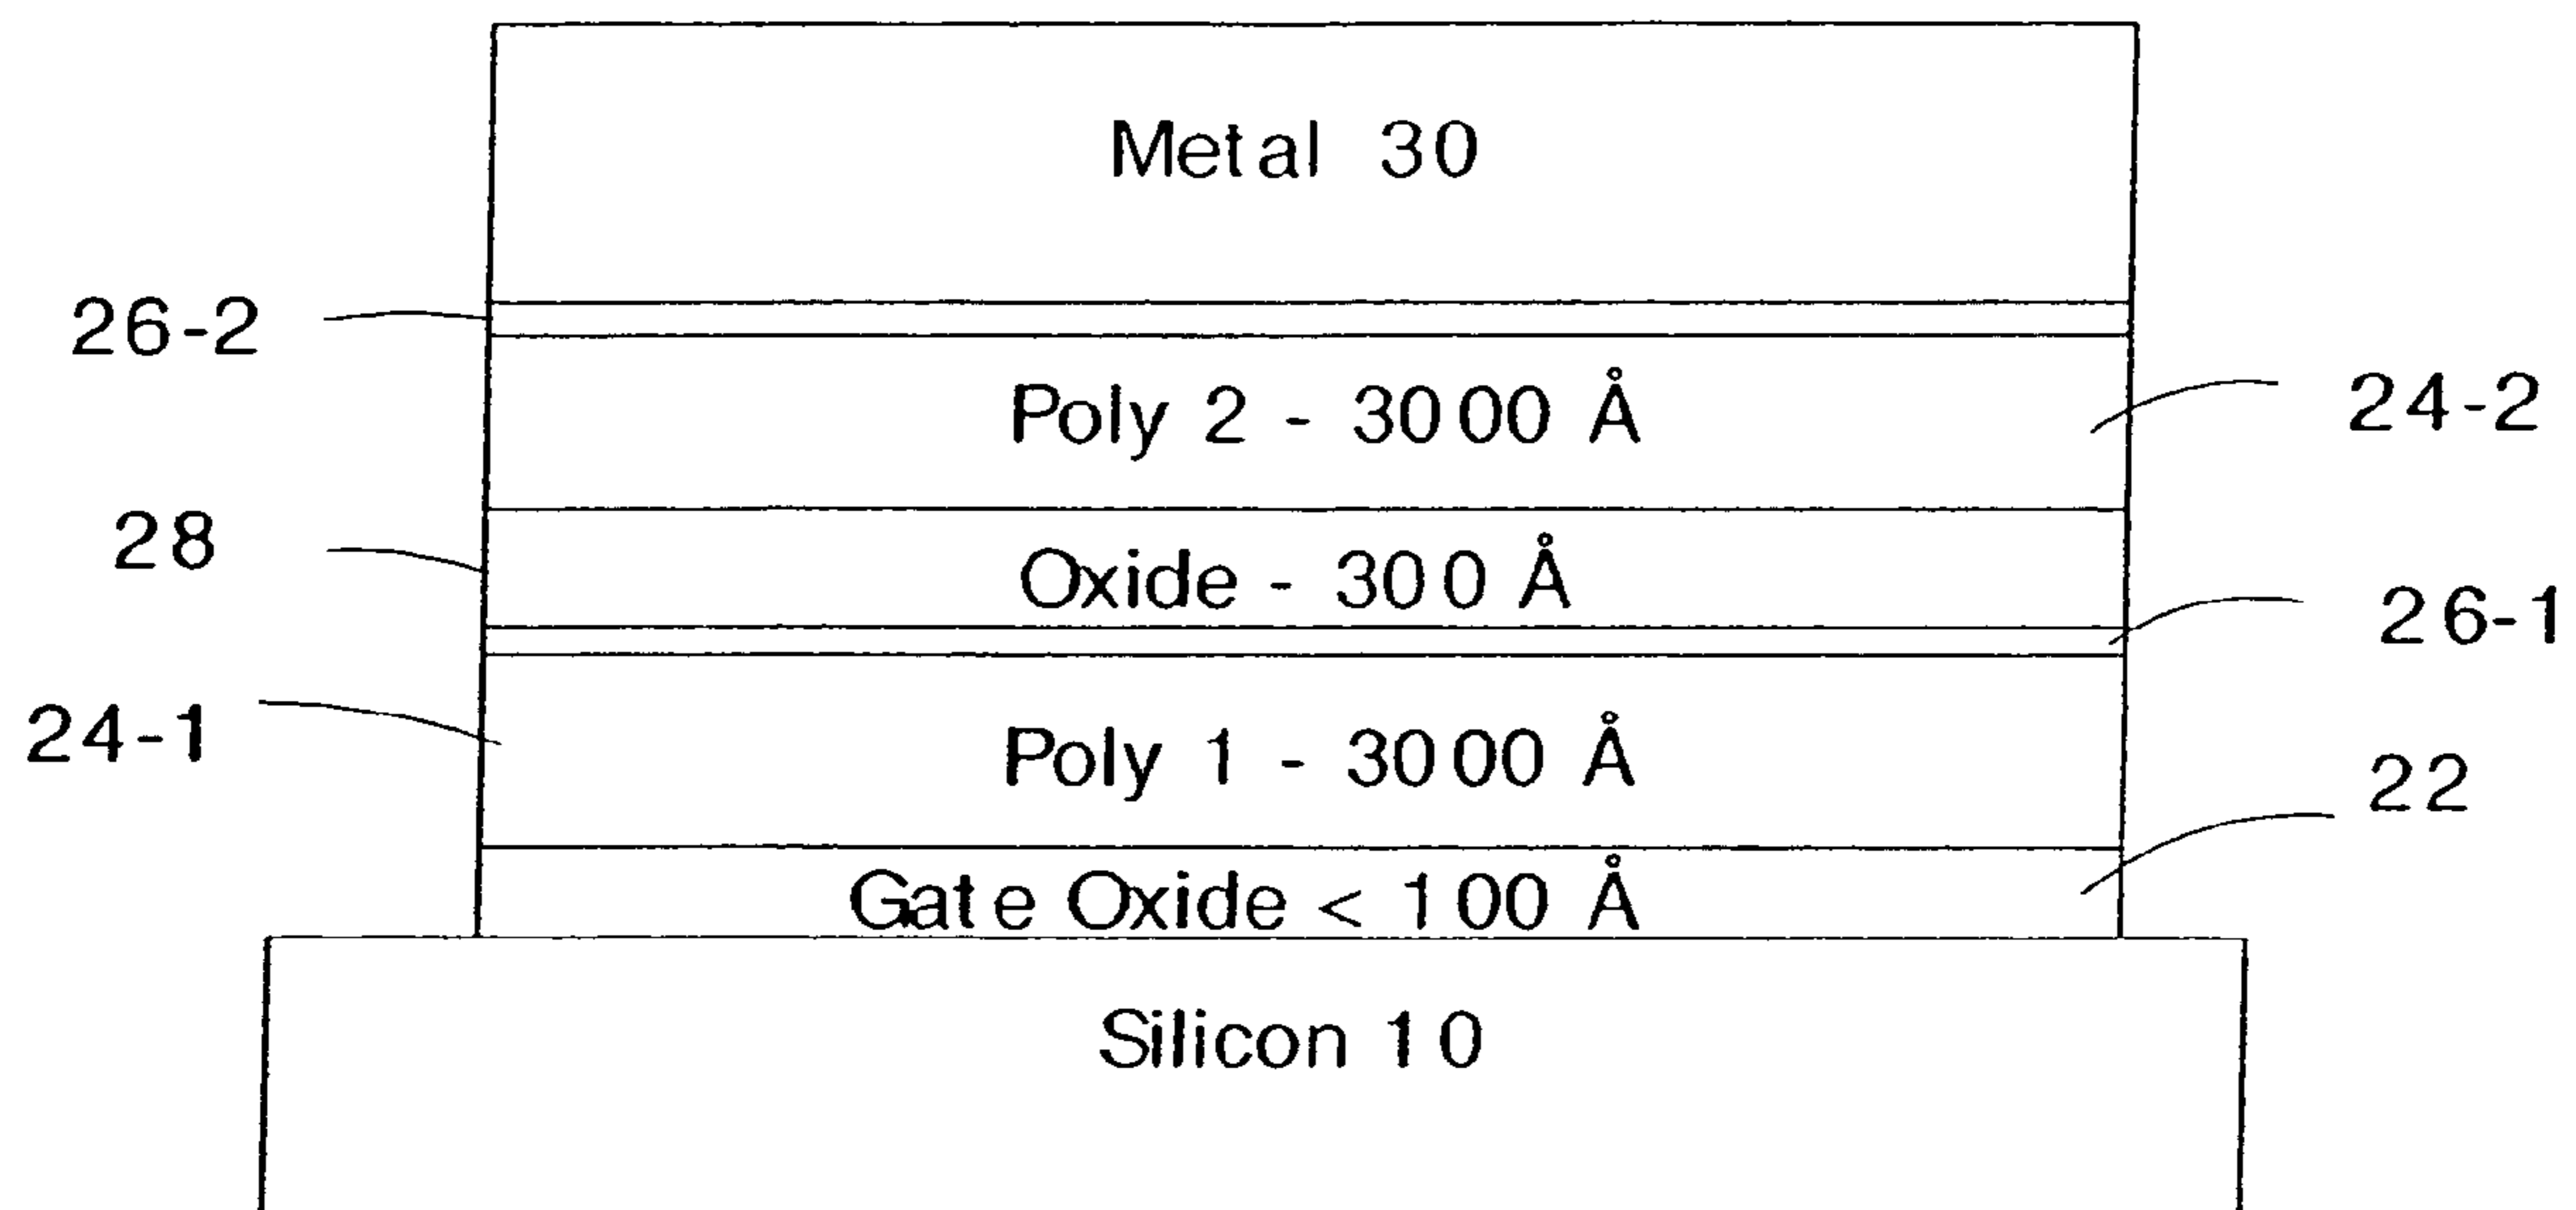 Metal 30
26-2
Poly 2 - 3000 Å
24-2
28
Oxide - 300 Å
26-1
24-1
Poly 1 - 3000 Å
22
Gate Oxide < 100 Å
Silicon 10